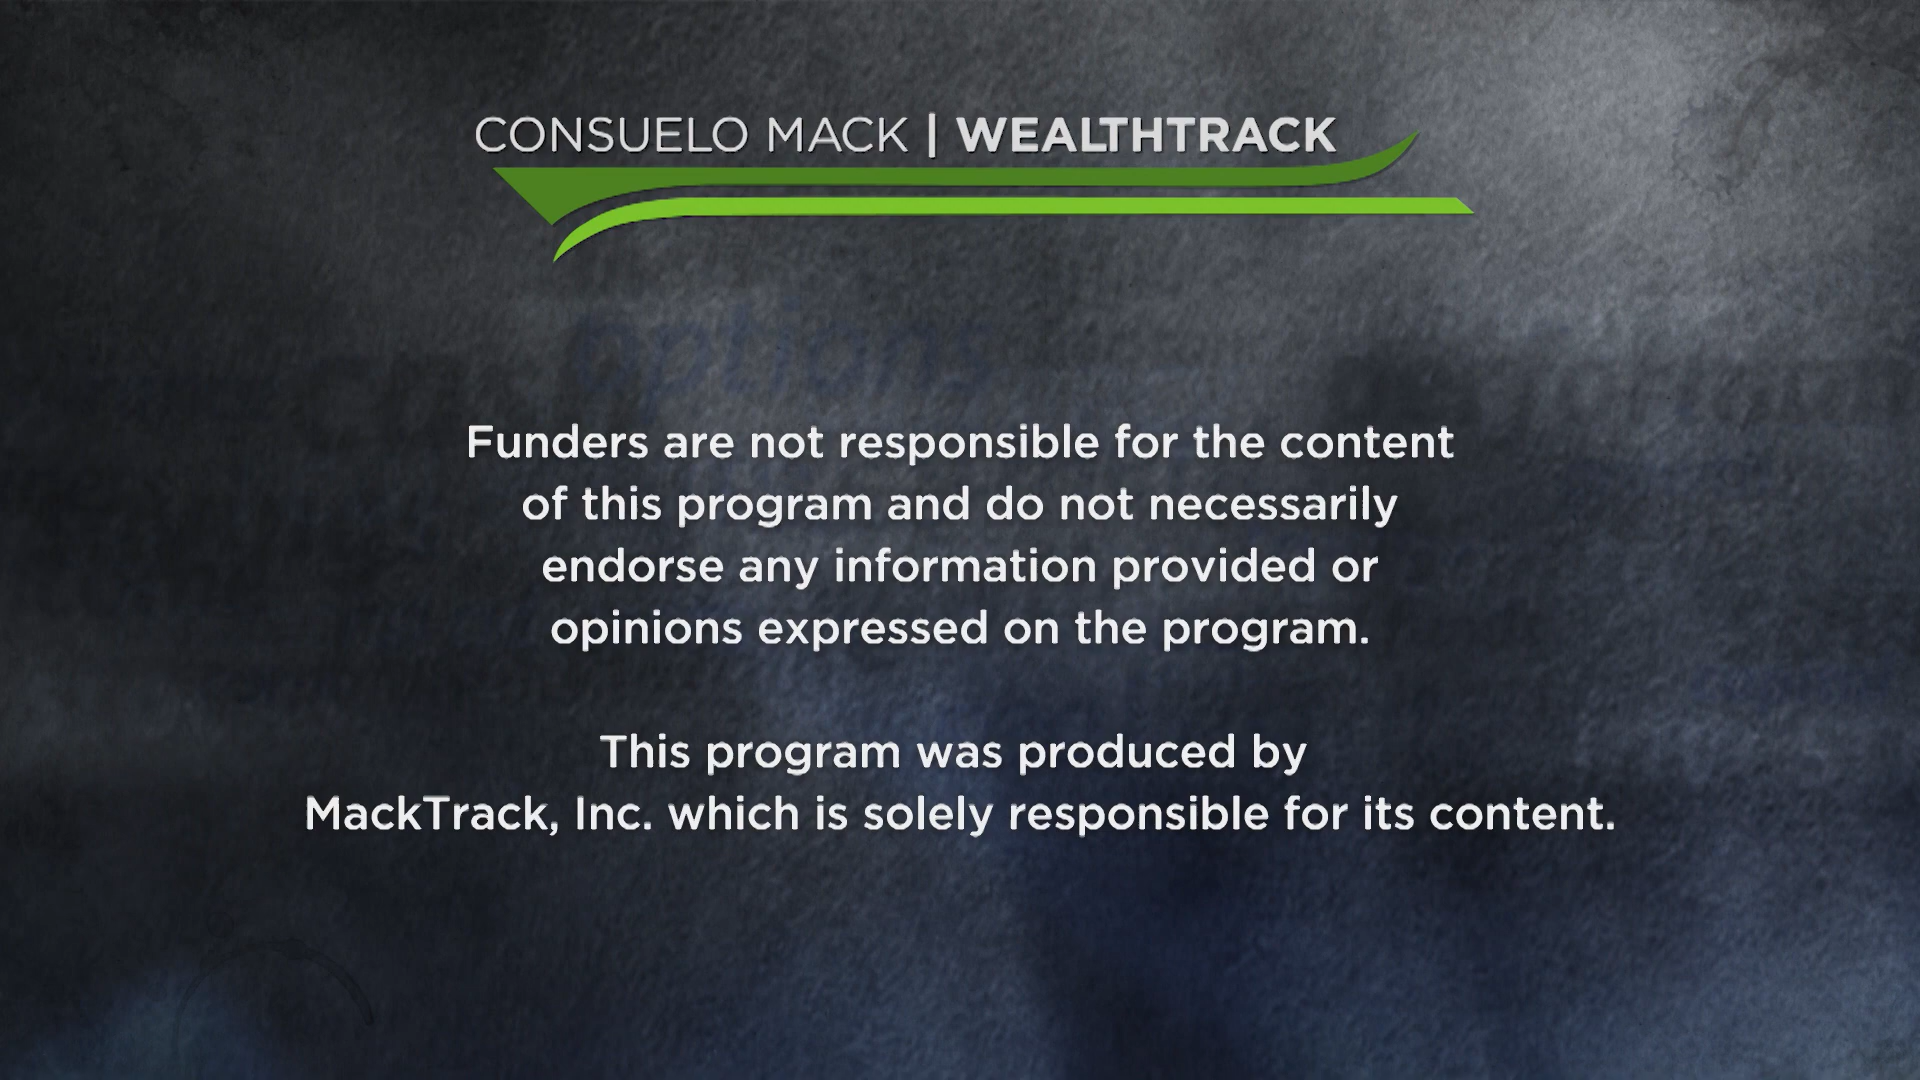 CONSUELO MACK | WEALTHTRACK
options
Funders are not responsible for the content
of this program and do not necessarily
endorse any information provided or
opinions expressed on the program.
This program was produced by
MackTrack, Inc. which is solely responsible for its content.